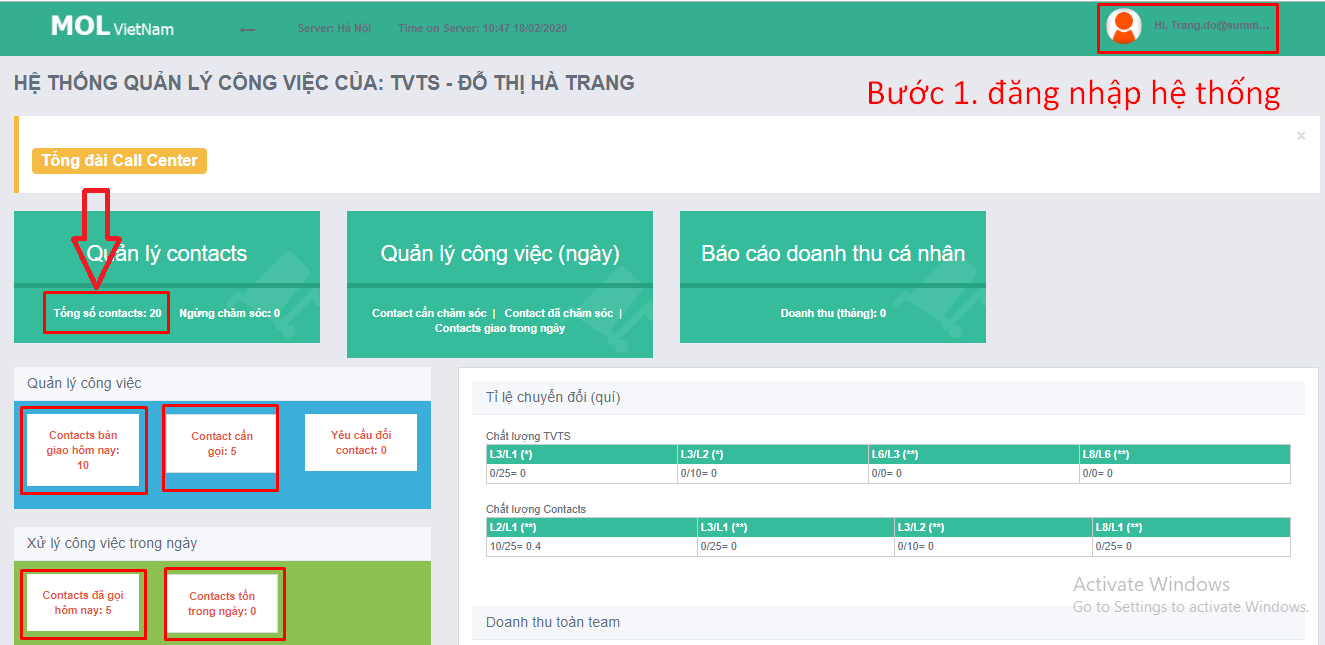 MOL VietNam
Server: Hà Nội
Time on Server: 10:47 18/02/2020
Hi, Trang.do@summ...
HỆ THỐNG QUẢN LÝ CÔNG VIỆC CỦA: TVTS - ĐỖ THỊ HÀ TRANG
Bước 1. đăng nhập hệ thống
Tổng đài Call Center
×
Quản lý contacts
Tổng số contacts: 20 Ngừng chăm sóc: 0
Quản lý công việc (ngày)
Contact cần chăm sóc | Contact đã chăm sóc |
Contacts giao trong ngày
Báo cáo doanh thu cá nhân
Doanh thu (tháng): 0
Quản lý công việc
Contacts bàn
giao hôm nay:
10
Contact cần
gọi: 5
Yêu cầu đổi
contact: 0
Xử lý công việc trong ngày
Contacts đã gọi
hôm nay: 5
Contacts tồn
trong ngày: 0
Tỉ lệ chuyển đổi (quí)
Chất lượng TVTS
L3/L1 (*) L3/L2 (*) L6/L3 (**) L8/L6 (**)
0/25= 0 0/10= 0 0/0= 0 0/0= 0
Chất lượng Contacts
L2/L1 (**) L3/L1 (**) L3/L2 (**) L8/L1 (**)
10/25= 0.4 0/25= 0 0/10= 0 0/25= 0
Activate Windows
Go to Settings to activate Windows.
Doanh thu toàn team